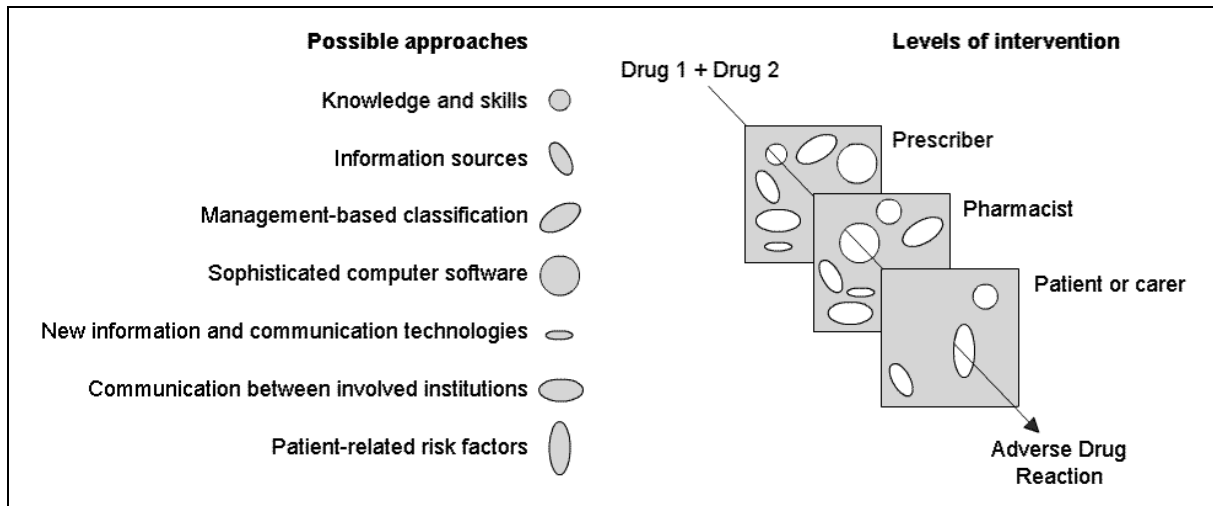 Possible approaches
Knowledge and skills
Information sources
Management-based classification
Sophisticated computer software
New information and communication technologies
Communication between involved institutions
Patient-related risk factors
Levels of intervention
Drug 1 + Drug 2
Prescriber
Pharmacist
Patient or carer
Adverse Drug
Reaction